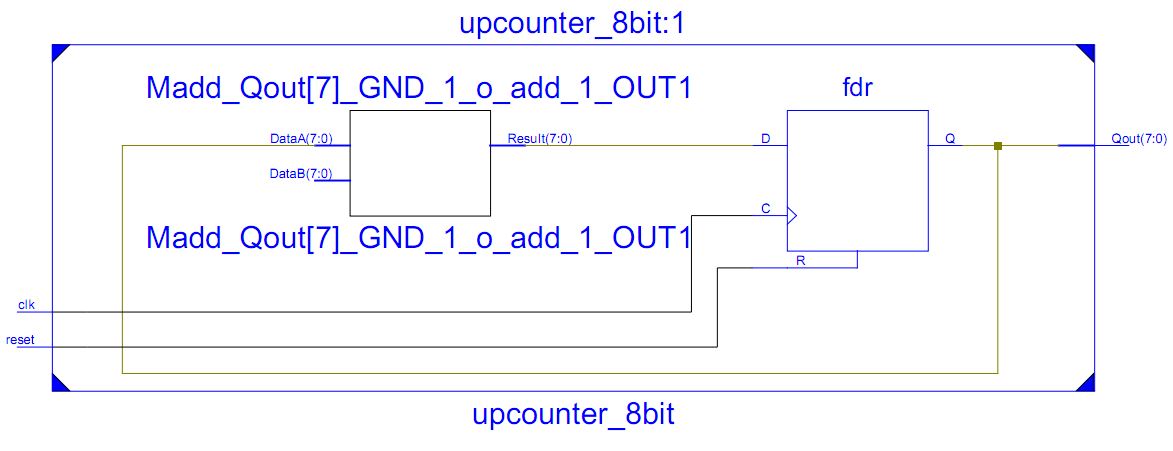 upcounter_8bit:1
Madd_Qout[7]_GND_1_o_add_1_OUT1
fdr
DataA(7:0)
Result(7:0)
D
Q
Qout(7:0)
DataB(7:0)
C
Madd_Qout[7]_GND_1_o_add_1_OUT1
R
clk
reset
upcounter_8bit